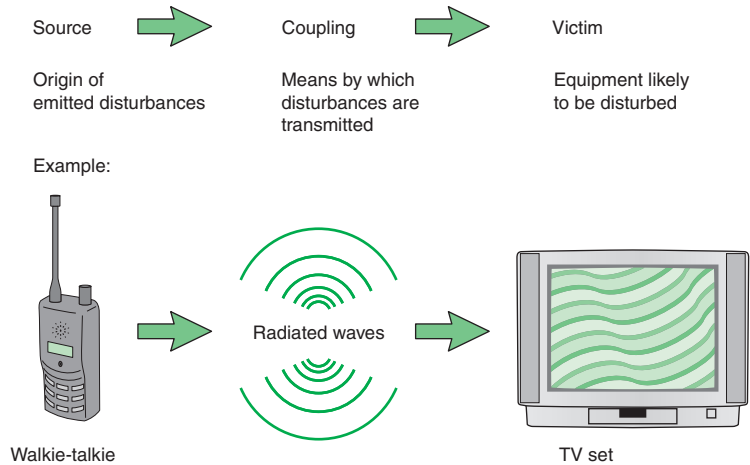 Source
Coupling
Victim
Origin of
emitted disturbances
Means by which
disturbances are
transmitted
Equipment likely
to be disturbed
Example:
Radiated waves
Walkie-talkie
TV set